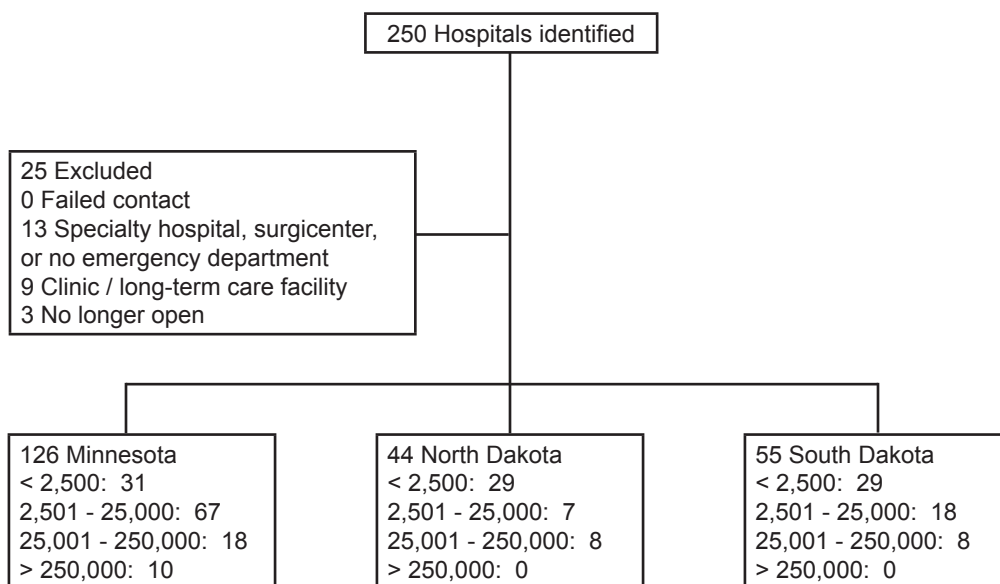 250 Hospitals identified
25 Excluded
0 Failed contact
13 Specialty hospital, surgicenter,
or no emergency department
9 Clinic / long-term care facility
3 No longer open
126 Minnesota
< 2,500: 31
2,501 - 25,000: 67
25,001 - 250,000: 18
> 250,000: 10
44 North Dakota
< 2,500: 29
2,501 - 25,000: 7
25,001 - 250,000: 8
> 250,000: 0
55 South Dakota
< 2,500: 29
2,501 - 25,000: 18
25,001 - 250,000: 8
> 250,000: 0